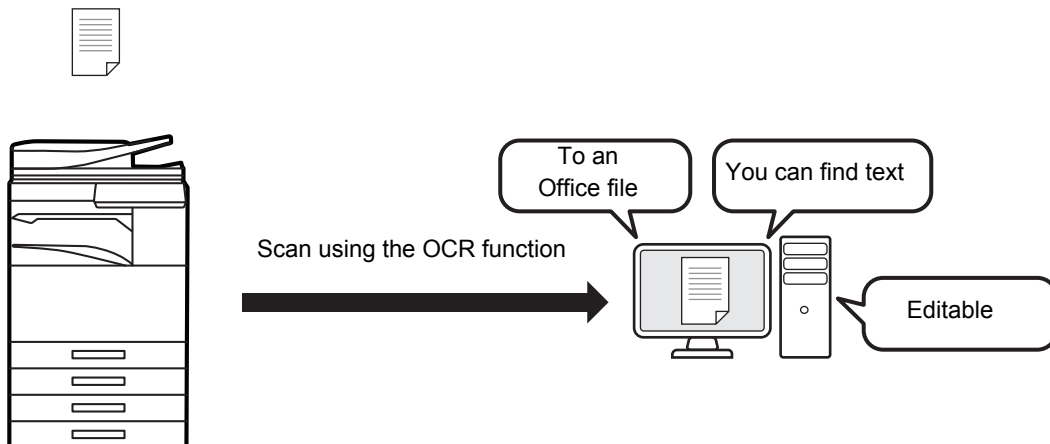 To an
Office file
You can find text
Scan using the OCR function
Editable